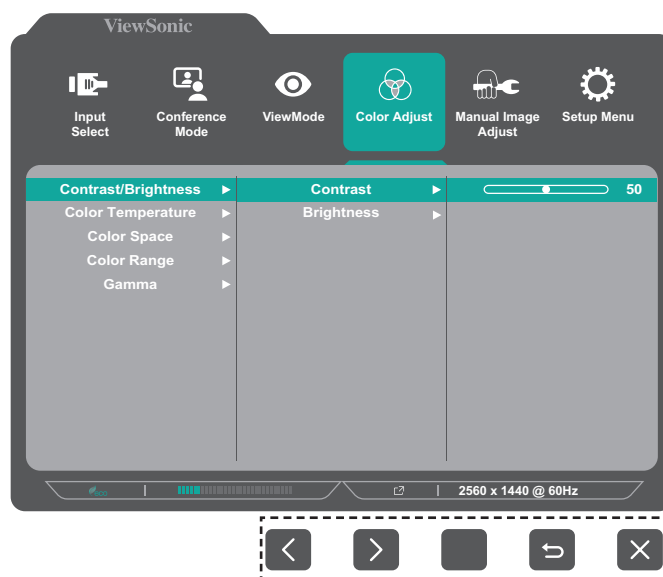 ViewSonic
Input
Select
Conference
Mode
ViewMode
Color Adjust
Manual Image
Adjust
Setup Menu
Contrast/Brightness
Contrast
50
Color Temperature
Brightness
Color Space
Color Range
Gamma
eco
2560 x 1440 @ 60Hz